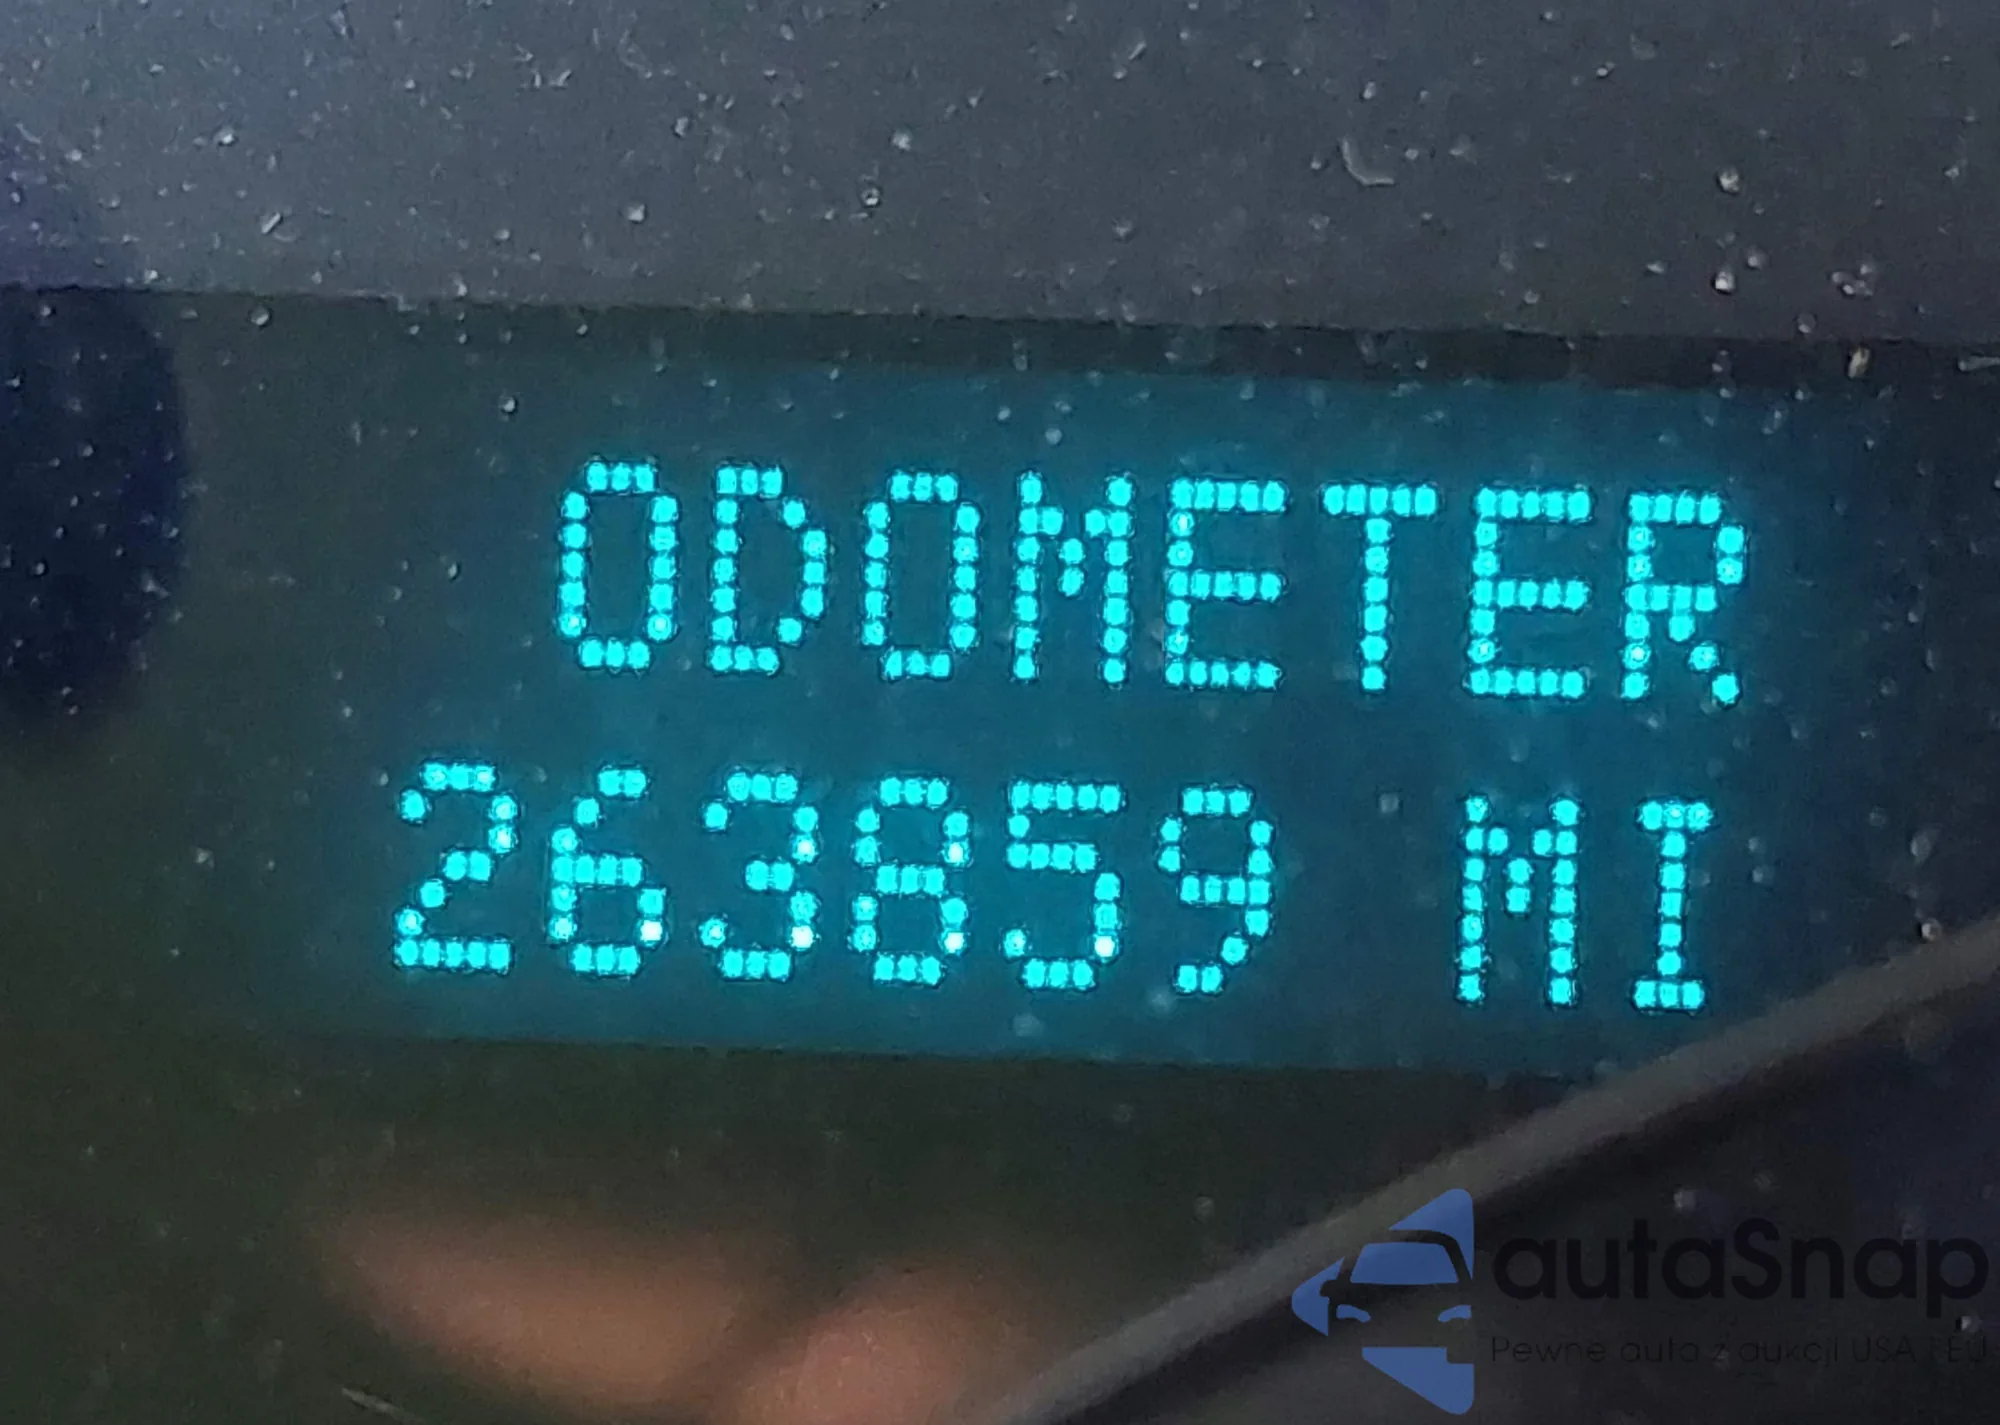 ODOMETER
263859 MI
autaSnap
Pewne auta z aukcji USA i EU